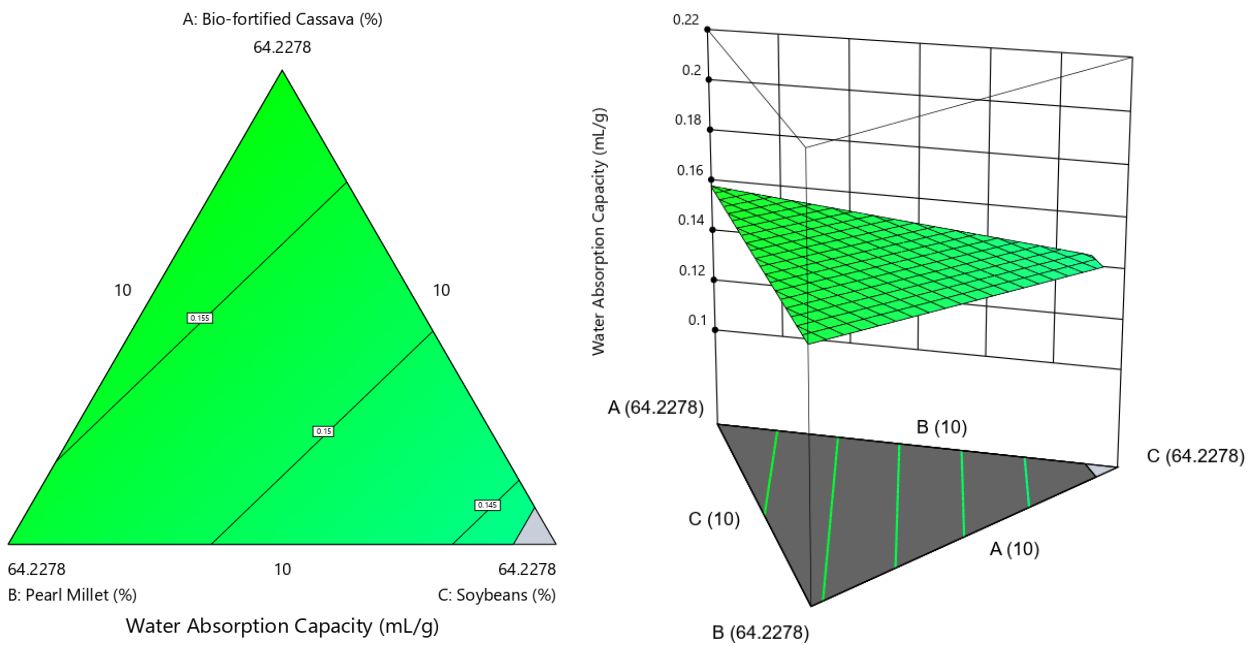 A: Bio-fortified Cassava (%)
64.2278
10
10
0.155
0.15
0.145
64.2278
10
64.2278
B: Pearl Millet (%)
C: Soybeans (%)
Water Absorption Capacity (mL/g)
0.22
0.2
0.18
0.16
0.14
0.12
0.1
Water Absorption Capacity (mL/g)
A (64.2278)
B (10)
C (64.2278)
C (10)
A (10)
B (64.2278)